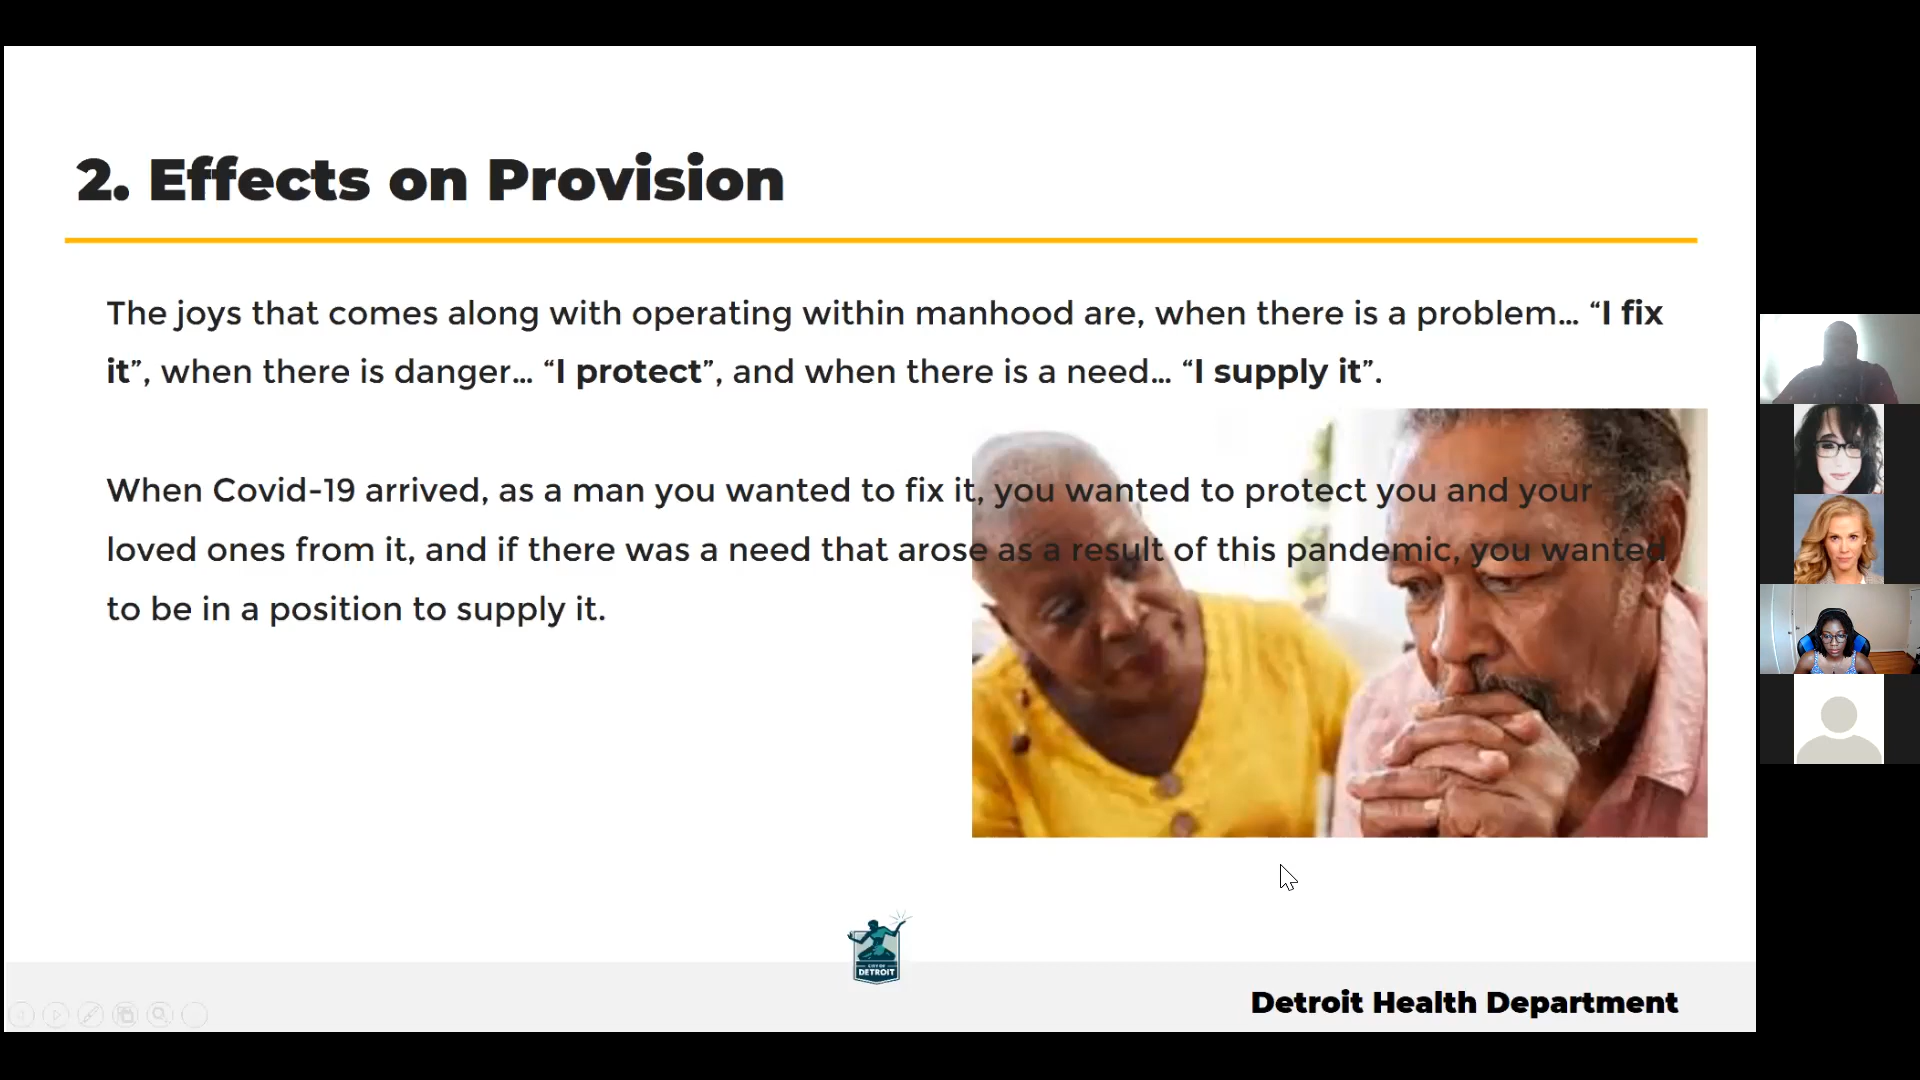 2. Effects on Provision
The joys that comes along with operating within manhood are, when there is a problem… “I fix
it”, when there is danger… “I protect”, and when there is a need… “I supply it”.
When Covid-19 arrived, as a man you wanted to fix it, you wanted to protect you and your
loved ones from it, and if there was a need that arose as a result of this pandemic, you wanted
to be in a position to supply it.
CITY OF
DETROIT
Detroit Health Department